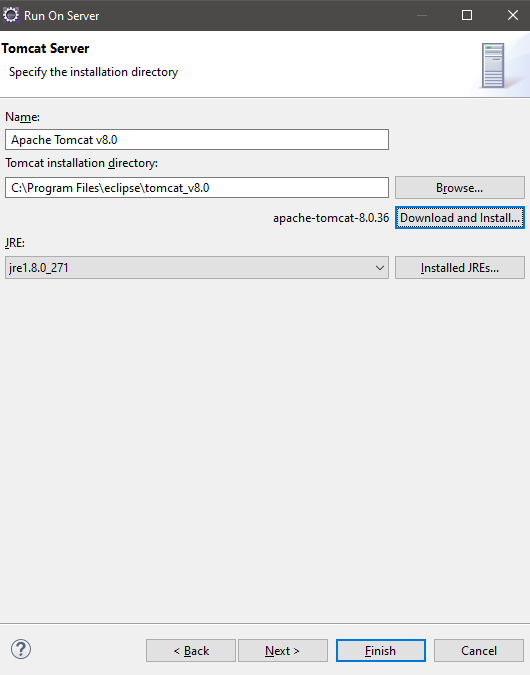 Run On Server
Tomcat Server
Specify the installation directory
Name:
Apache Tomcat v8.0
Tomcat installation directory:
C:\Program Files\eclipse\tomcat_v8.0
Browse...
apache-tomcat-8.0.36
Download and Install...
JRE:
jre1.8.0_271
Installed JREs...
?
< Back
Next >
Finish
Cancel